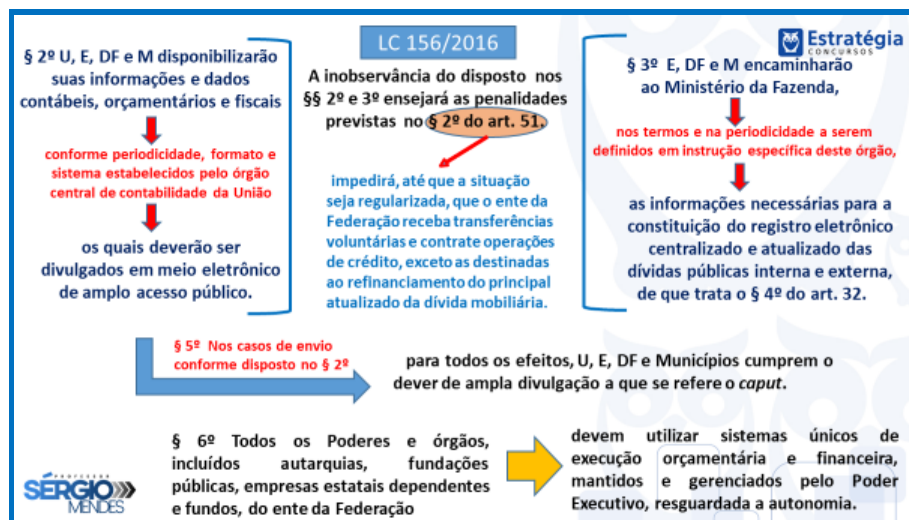 LC 156/2016
Estratégia
CONCURSOS
§ 2º U, E, DF e M disponibilizarão
suas informações e dados
contábeis, orçamentários e fiscais
conforme periodicidade, formato e
sistema estabelecidos pelo órgão
central de contabilidade da União
os quais deverão ser
divulgados em meio eletrônico
de amplo acesso público.
A inobservância do disposto nos
§§ 2º e 3º ensejará as penalidades
previstas no § 2º do art. 51.
impedirá, até que a situação
seja regularizada, que o ente da
Federação receba transferências
voluntárias e contrate operações
de crédito, exceto as destinadas
ao refinanciamento do principal
atualizado da dívida mobiliária.
§ 3º E, DF e M encaminharão
ao Ministério da Fazenda,
nos termos e na periodicidade a serem
definidos em instrução específica deste órgão,
as informações necessárias para a
constituição do registro eletrônico
centralizado e atualizado das
dívidas públicas interna e externa,
de que trata o § 4º do art. 32.
§ 5º Nos casos de envio
conforme disposto no § 2º
para todos os efeitos, U, E, DF e Municípios cumprem o
dever de ampla divulgação a que se refere o caput.
§ 6º Todos os Poderes e órgãos,
incluídos autarquias, fundações
públicas, empresas estatais dependentes
e fundos, do ente da Federação
devem utilizar sistemas únicos de
execução orçamentária e financeira,
mantidos e gerenciados pelo Poder
Executivo, resguardada a autonomia.
PROFESSOR
SÉRGIO
MENDES